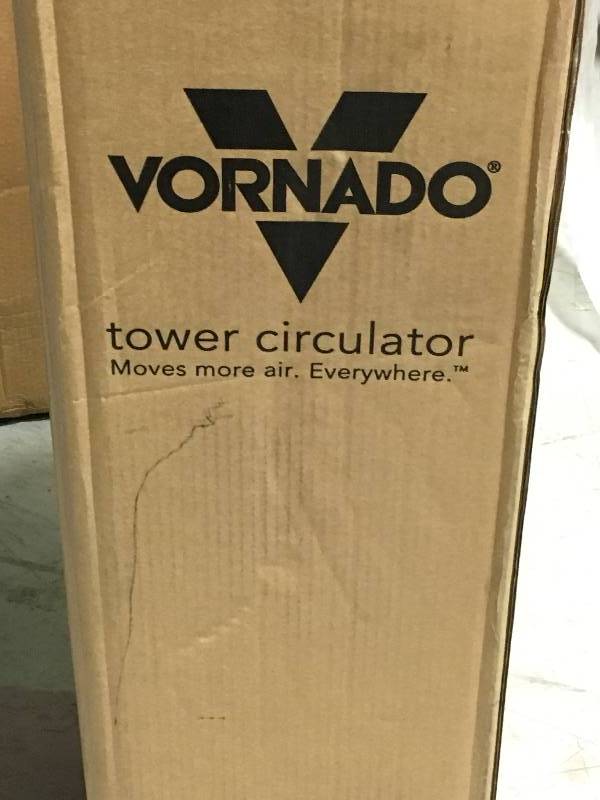 VORNADO®
tower circulator
Moves more air. Everywhere.™